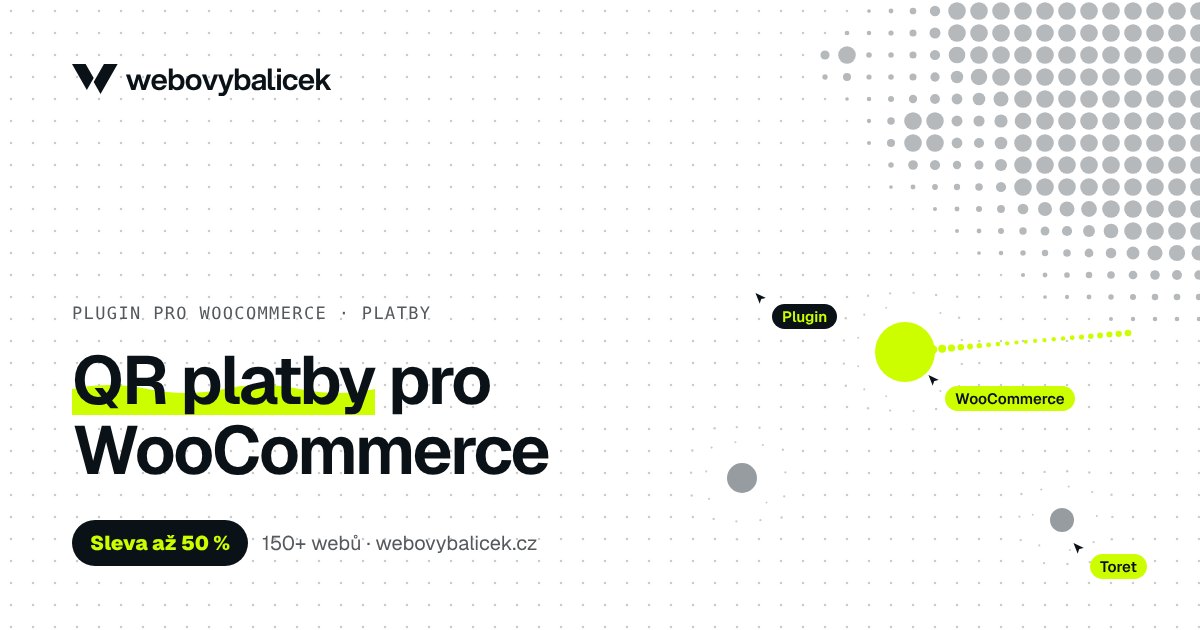 webovybalicek
PLUGIN PRO WOOCOMMERCE · PLATBY
QR platby pro
WooCommerce
Sleva až 50 %
150+ webů · webovybalicek.cz
Plugin
WooCommerce
Toret